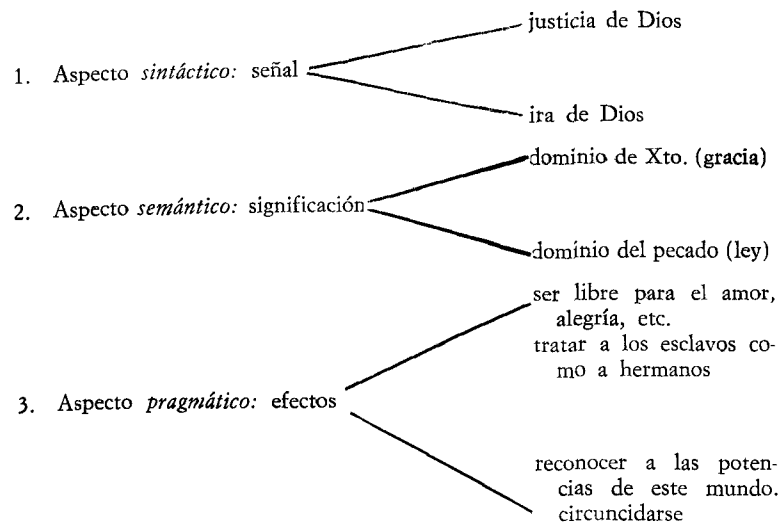 justicia de Dios
1. Aspecto sintáctico: señal
ira de Dios
dominio de Xto. (gracia)
2. Aspecto semántico: significación
dominio del pecado (ley)
ser libre para el amor,
alegría, etc.
tratar a los esclavos co-
mo a hermanos
3. Aspecto pragmático: efectos
reconocer a las poten-
cias de este mundo.
circuncidarse